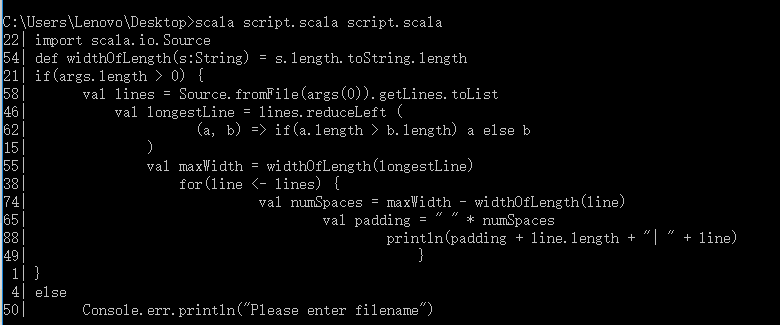 C:\Users\Lenovo\Desktop>scala script.scala script.scala
22| import scala.io.Source
54| def widthOfLength(s:String) = s.length.toString.length
21| if(args.length > 0) {
58|       val lines = Source.fromFile(args(0)).getLines.toList
46|           val longestLine = lines.reduceLeft (
62|                     (a, b) => if(a.length > b.length) a else b
15|               )
55|               val maxWidth = widthOfLength(longestLine)
38|                   for(line <- lines) {
74|                             val numSpaces = maxWidth - widthOfLength(line)
65|                                     val padding = " " * numSpaces
88|                                             println(padding + line.length + "| " + line)
49|                                                 }
 1| }
 4| else
50|       Console.err.println("Please enter filename")